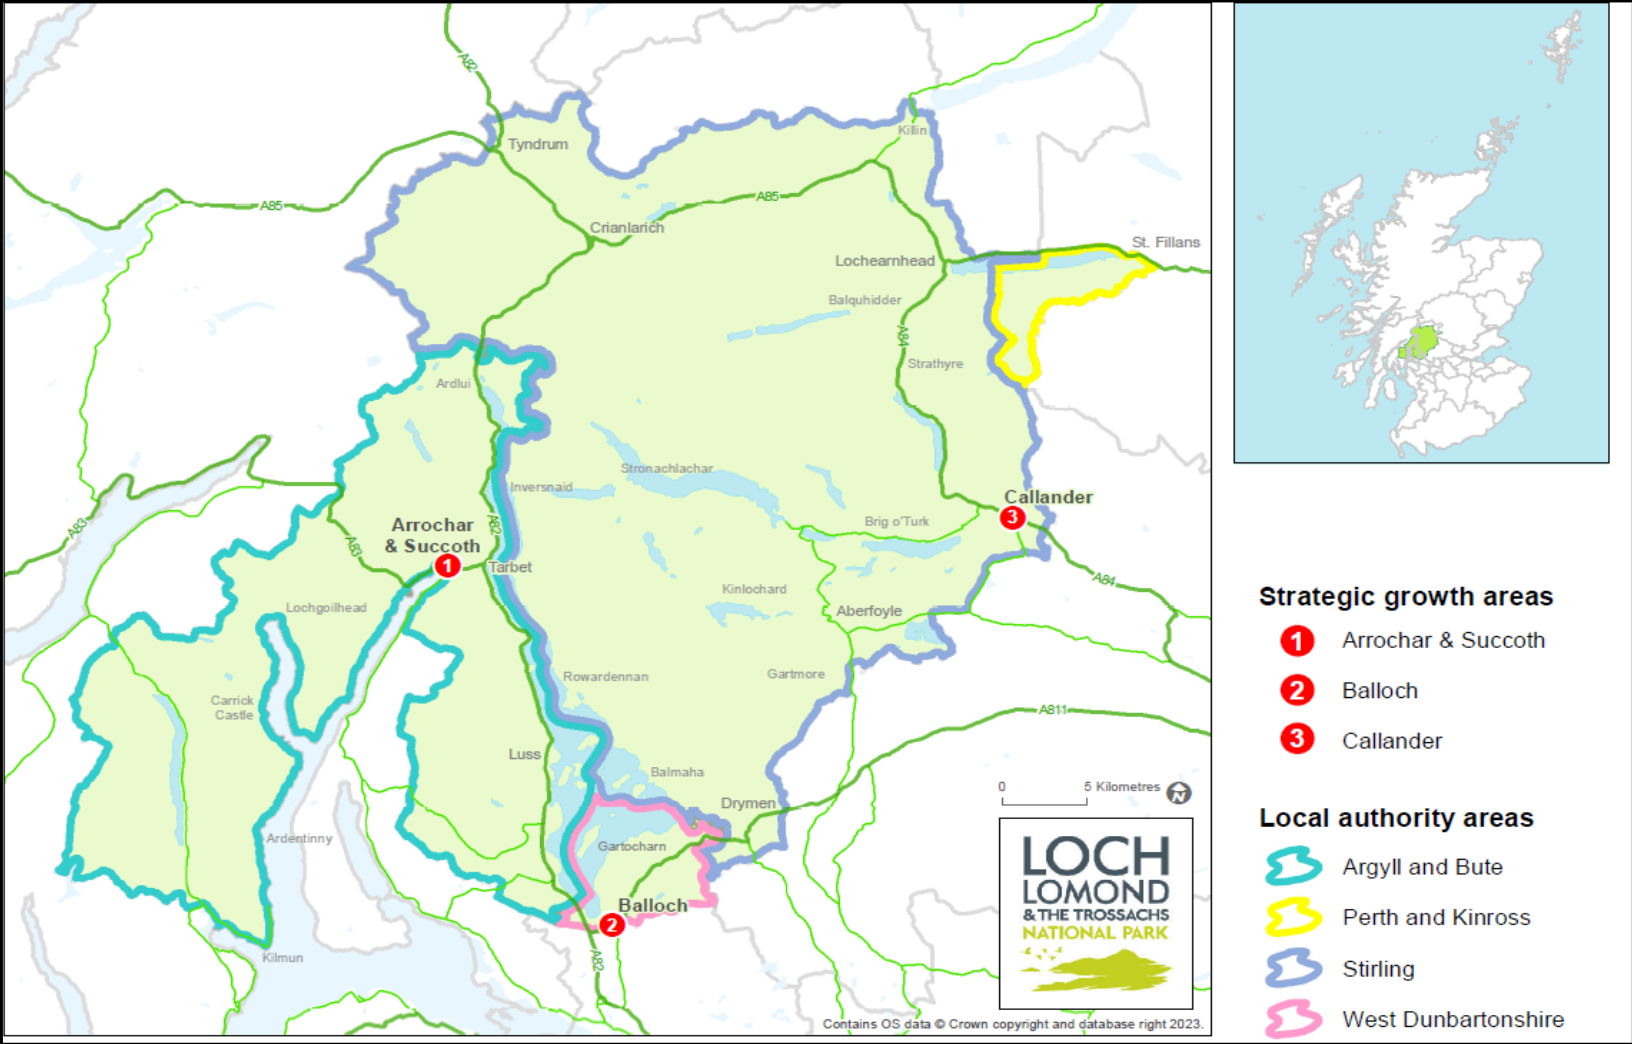 A82
Tyndrum
Killin
A85
A85
Crianlarich
St. Fillans
Lochearnhead
Balquhidder
A84
Strathyre
Ardlui
Stronachlachar
Inversnaid
Callander
3
A83
Arrochar
& Succoth
1
A82
A83
Brig o'Turk
Tarbet
A84
Kinlochard
Lochgoilhead
Aberfoyle
Rowardennan
Gartmore
Carrick
Castle
A811
Luss
Balmaha
0 5 Kilometres
N
Drymen
Ardentinny
Gartocharn
Balloch
2
A82
Kilmun
LOCH
LOMOND
& THE TROSSACHS
NATIONAL PARK
Contains OS data © Crown copyright and database right 2023.
Strategic growth areas
1 Arrochar & Succoth
2 Balloch
3 Callander
Local authority areas
Argyll and Bute
Perth and Kinross
Stirling
West Dunbartonshire